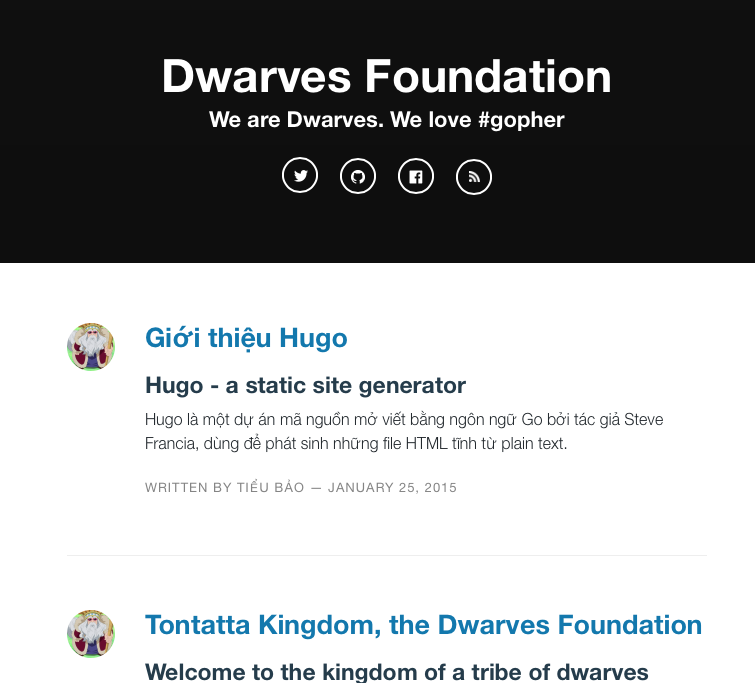 Dwarves Foundation
We are Dwarves. We love #gopher
Giới thiệu Hugo
Hugo - a static site generator
Hugo là một dự án mã nguồn mở viết bằng ngôn ngữ Go bởi tác giả Steve
Francia, dùng để phát sinh những file HTML tĩnh từ plain text.
WRITTEN BY TIỂU BẢO — JANUARY 25, 2015
Tontatta Kingdom, the Dwarves Foundation
Welcome to the kingdom of a tribe of dwarves